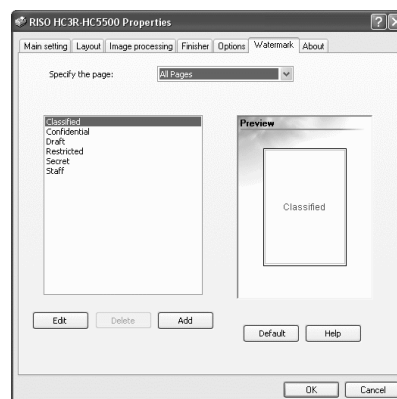 RISO HC3R-HC5500 Properties
Main setting Layout Image processing Finisher Options Watermark About
Specify the page: All Pages
Classified
Confidential
Draft
Restricted
Secret
Staff
Preview
Classified
Edit Delete Add
Default Help
OK Cancel